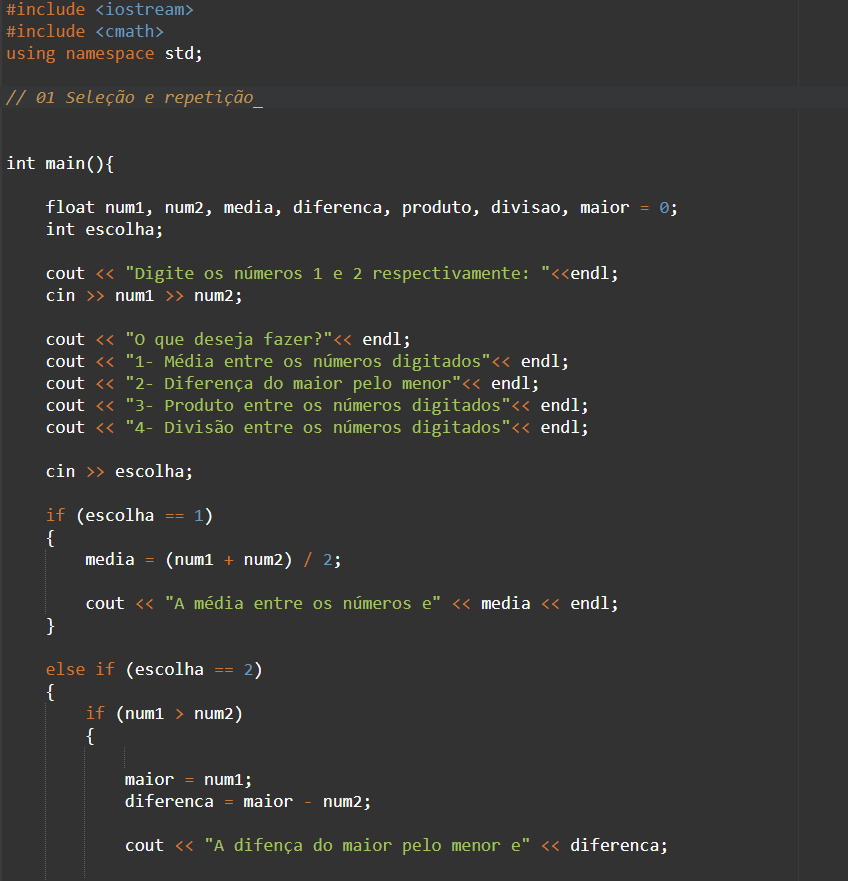 #include <iostream>
#include <cmath>
using namespace std;
// 01 Seleção e repetição_
int main(){
float num1, num2, media, diferenca, produto, divisao, maior = 0;
int escolha;
cout << "Digite os números 1 e 2 respectivamente: "<<endl;
cin >> num1 >> num2;
cout << "O que deseja fazer?"<< endl;
cout << "1- Média entre os números digitados"<< endl;
cout << "2- Diferença do maior pelo menor"<< endl;
cout << "3- Produto entre os números digitados"<< endl;
cout << "4- Divisão entre os números digitados"<< endl;
cin >> escolha;
if (escolha == 1)
{
media = (num1 + num2) / 2;
cout << "A média entre os números e" << media << endl;
}
else if (escolha == 2)
{
if (num1 > num2)
{
maior = num1;
diferenca = maior - num2;
cout << "A difença do maior pelo menor e" << diferenca;